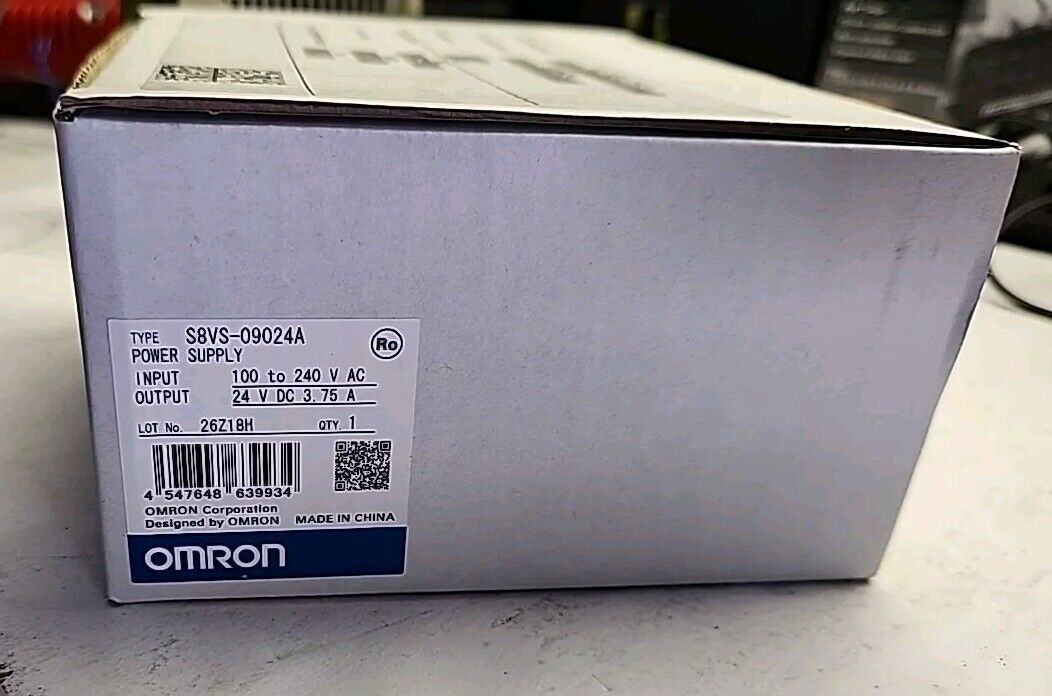 TYPE S8VS-09024A
Ro
POWER SUPPLY
INPUT 100 to 240 V AC
OUTPUT 24 V DC 3.75 A
LOT No. 26Z18H QTY. 1
4 547648 639934
OMRON Corporation
Designed by OMRON MADE IN CHINA
OMRON